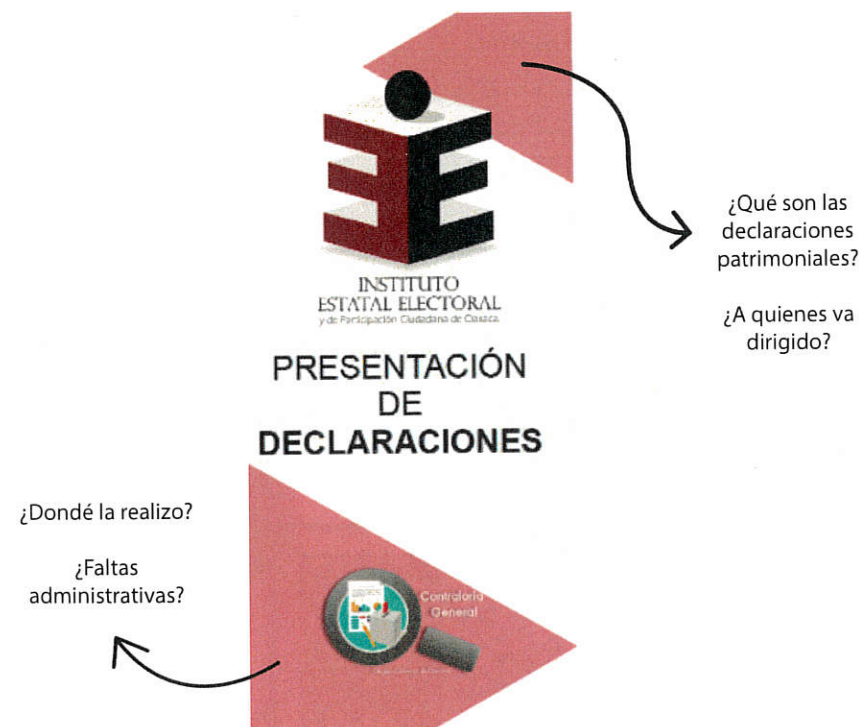 INSTITUTO
ESTATAL ELECTORAL
y de Participación Ciudadana de Oaxaca.
¿Qué son las
declaraciones
patrimoniales?
¿A quienes va
dirigido?
PRESENTACIÓN
DE
DECLARACIONES
¿Dondé la realizo?
¿Faltas
administrativas?
Contraloría
General